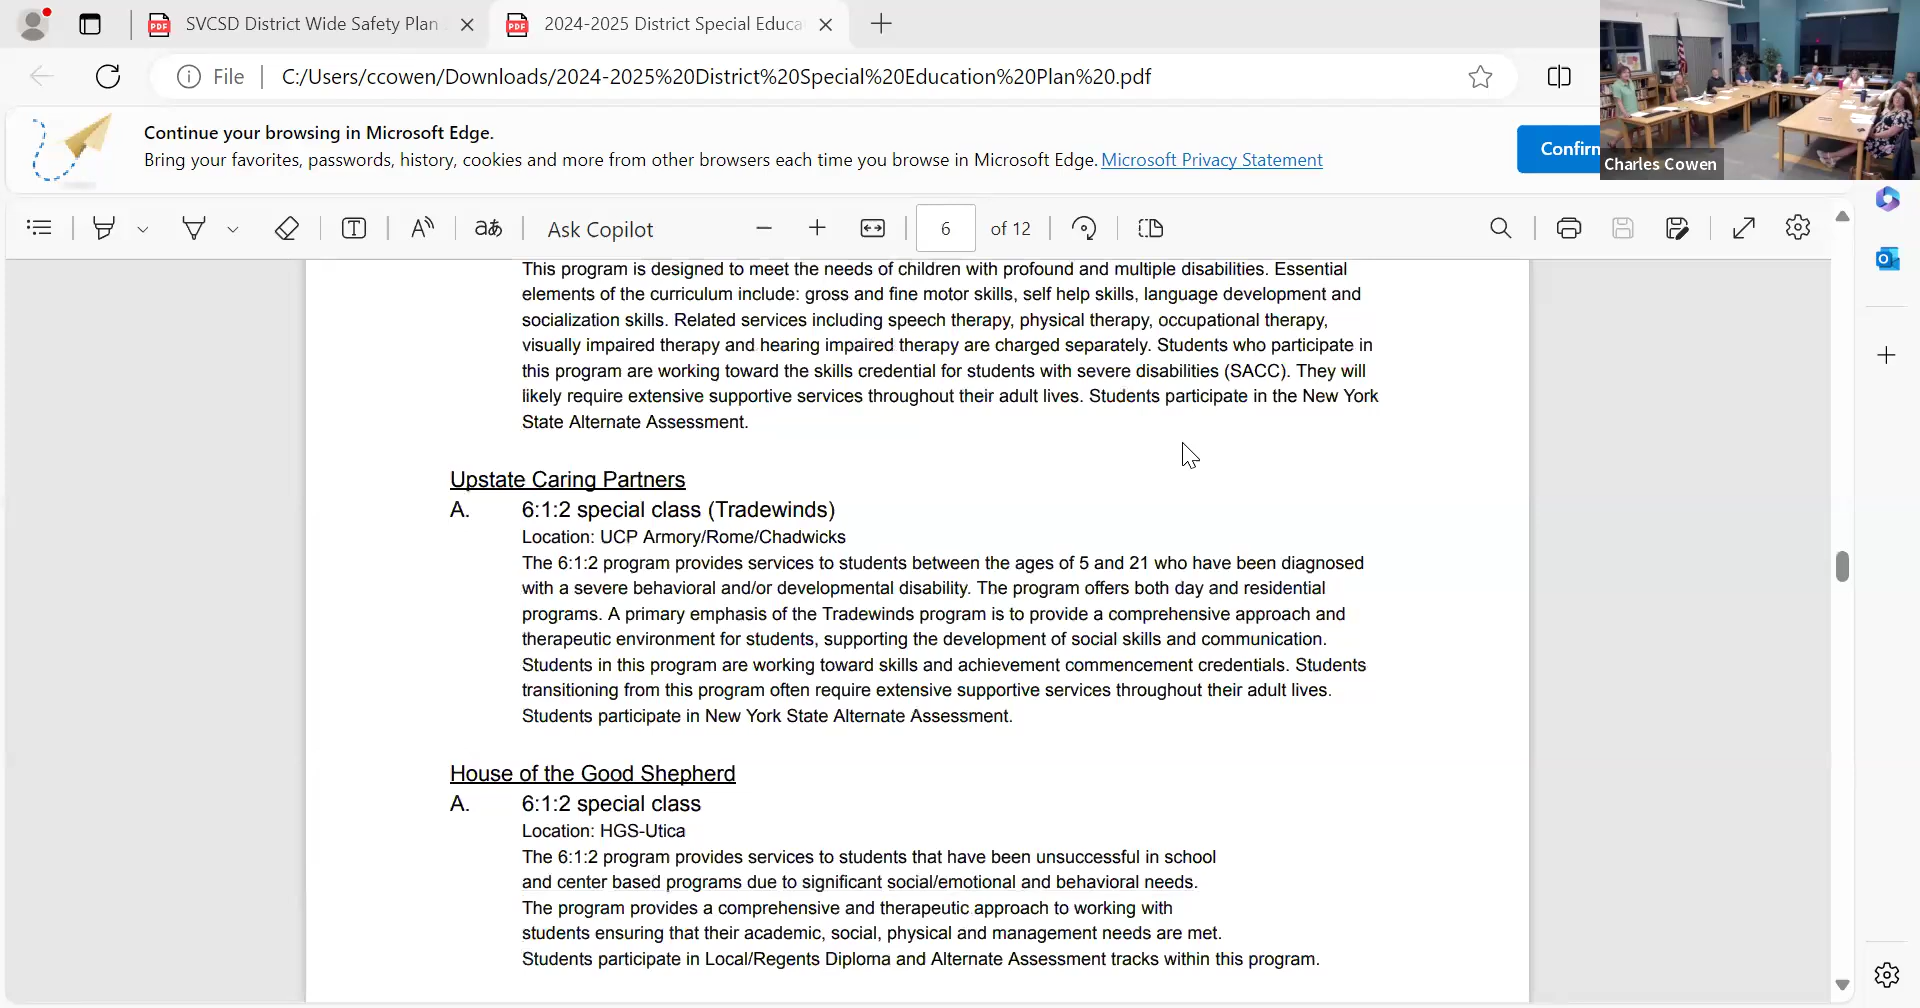 SVCSD District Wide Safety Plan
2024-2025 District Special Educa
File
C:/Users/ccowen/Downloads/2024-2025%20District%20Special%20Education%20Plan%20.pdf
Continue your browsing in Microsoft Edge.
Bring your favorites, passwords, history, cookies and more from other browsers each time you browse in Microsoft Edge. Microsoft Privacy Statement
Confirm
Charles Cowen
Ask Copilot
6 of 12
This program is designed to meet the needs of children with profound and multiple disabilities. Essential
elements of the curriculum include: gross and fine motor skills, self help skills, language development and
socialization skills. Related services including speech therapy, physical therapy, occupational therapy,
visually impaired therapy and hearing impaired therapy are charged separately. Students who participate in
this program are working toward the skills credential for students with severe disabilities (SACC). They will
likely require extensive supportive services throughout their adult lives. Students participate in the New York
State Alternate Assessment.
Upstate Caring Partners
A. 6:1:2 special class (Tradewinds)
Location: UCP Armory/Rome/Chadwicks
The 6:1:2 program provides services to students between the ages of 5 and 21 who have been diagnosed
with a severe behavioral and/or developmental disability. The program offers both day and residential
programs. A primary emphasis of the Tradewinds program is to provide a comprehensive approach and
therapeutic environment for students, supporting the development of social skills and communication.
Students in this program are working toward skills and achievement commencement credentials. Students
transitioning from this program often require extensive supportive services throughout their adult lives.
Students participate in New York State Alternate Assessment.
House of the Good Shepherd
A. 6:1:2 special class
Location: HGS-Utica
The 6:1:2 program provides services to students that have been unsuccessful in school
and center based programs due to significant social/emotional and behavioral needs.
The program provides a comprehensive and therapeutic approach to working with
students ensuring that their academic, social, physical and management needs are met.
Students participate in Local/Regents Diploma and Alternate Assessment tracks within this program.